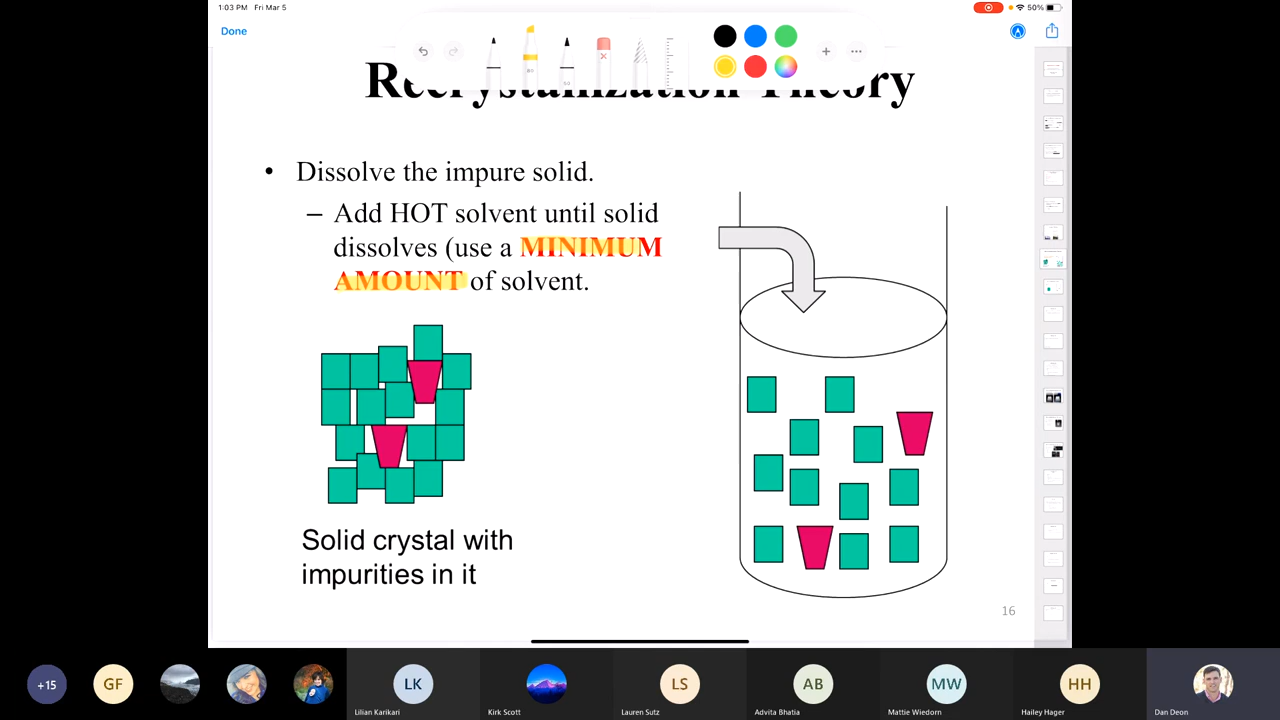 1:03 PM Fri Mar 5
50%
Done
Recrystallization Theory
• Dissolve the impure solid.
– Add HOT solvent until solid
dissolves (use a MINIMUM
AMOUNT of solvent.
Solid crystal with
impurities in it
16
+15
GF
LK
LS
AB
MW
HH
Lilian Karikari
Kirk Scott
Lauren Sutz
Advita Bhatia
Mattie Wiedorn
Hailey Hager
Dan Deon